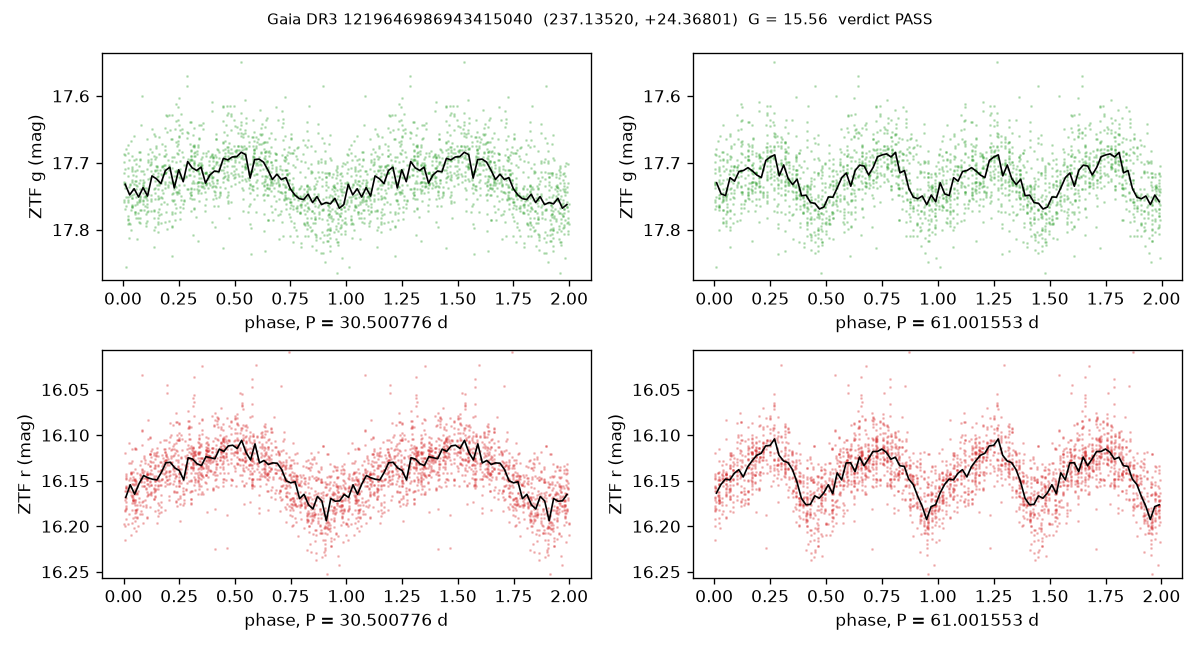 Gaia DR3 1219646986943415040 (237.13520, +24.36801) G = 15.56 verdict PASS
ZTF g (mag)
17.6
17.7
17.8
0.00 0.25 0.50 0.75 1.00 1.25 1.50 1.75 2.00
phase, P = 30.500776 d
ZTF g (mag)
17.6
17.7
17.8
0.00 0.25 0.50 0.75 1.00 1.25 1.50 1.75 2.00
phase, P = 61.001553 d
ZTF r (mag)
16.05
16.10
16.15
16.20
16.25
0.00 0.25 0.50 0.75 1.00 1.25 1.50 1.75 2.00
phase, P = 30.500776 d
ZTF r (mag)
16.05
16.10
16.15
16.20
16.25
0.00 0.25 0.50 0.75 1.00 1.25 1.50 1.75 2.00
phase, P = 61.001553 d